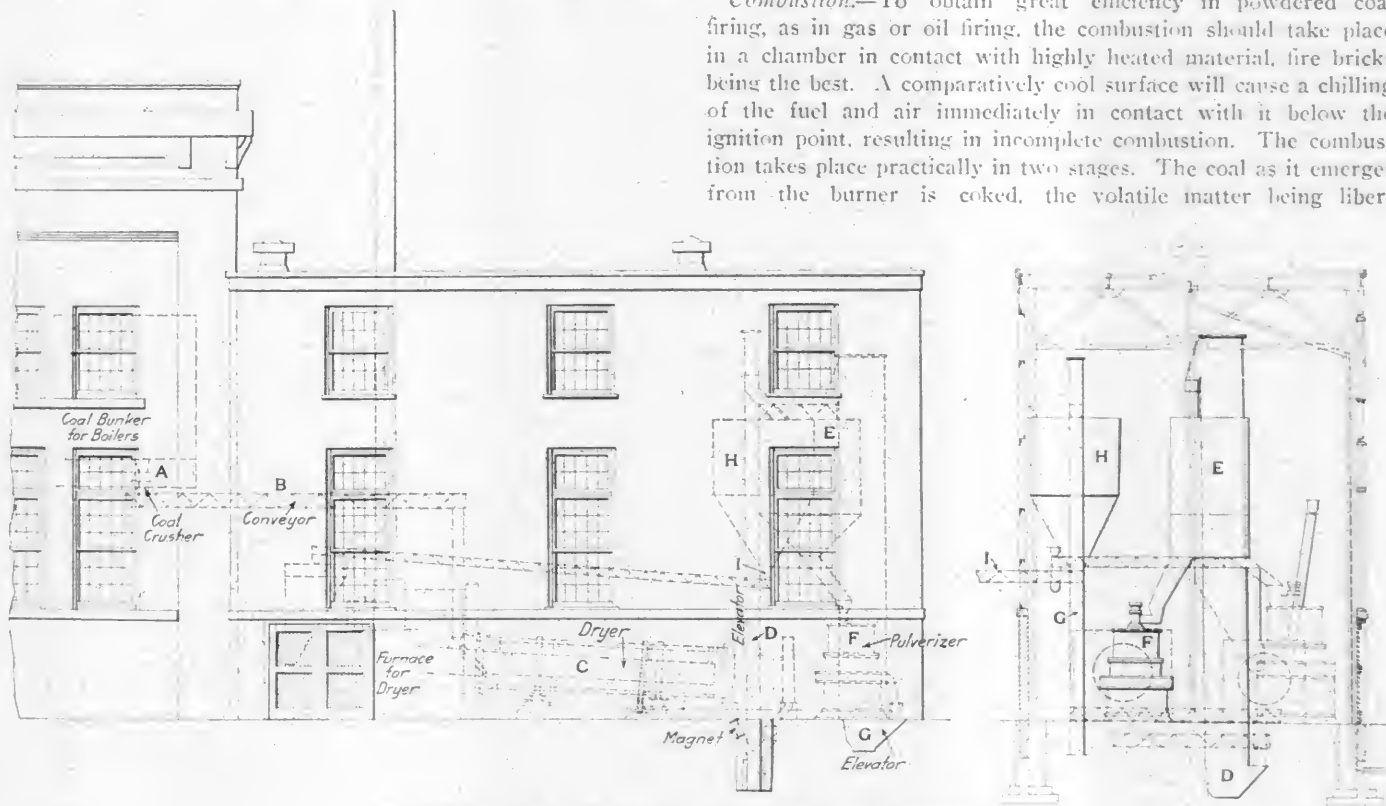 Combustion.—To obtain great efficiency in powdered coa
firing, as in gas or oil firing, the combustion should take place
in a chamber in contact with highly heated material, fire brick
being the best. A comparatively cool surface will cause a chilling
of the fuel and air immediately in contact with it below the
ignition point, resulting in incomplete combustion. The combus
tion takes place practically in two stages. The coal as it emerge
from the burner is coked, the volatile matter being liber
Coal Bunker
for Boilers
A
B
Coal
Crusher
Conveyor
H
E
Elevator
Dryer
D
F
Pulverizer
Furnace
for
Dryer
C
Magnet
G
Elevator
H
E
I
G
F
D